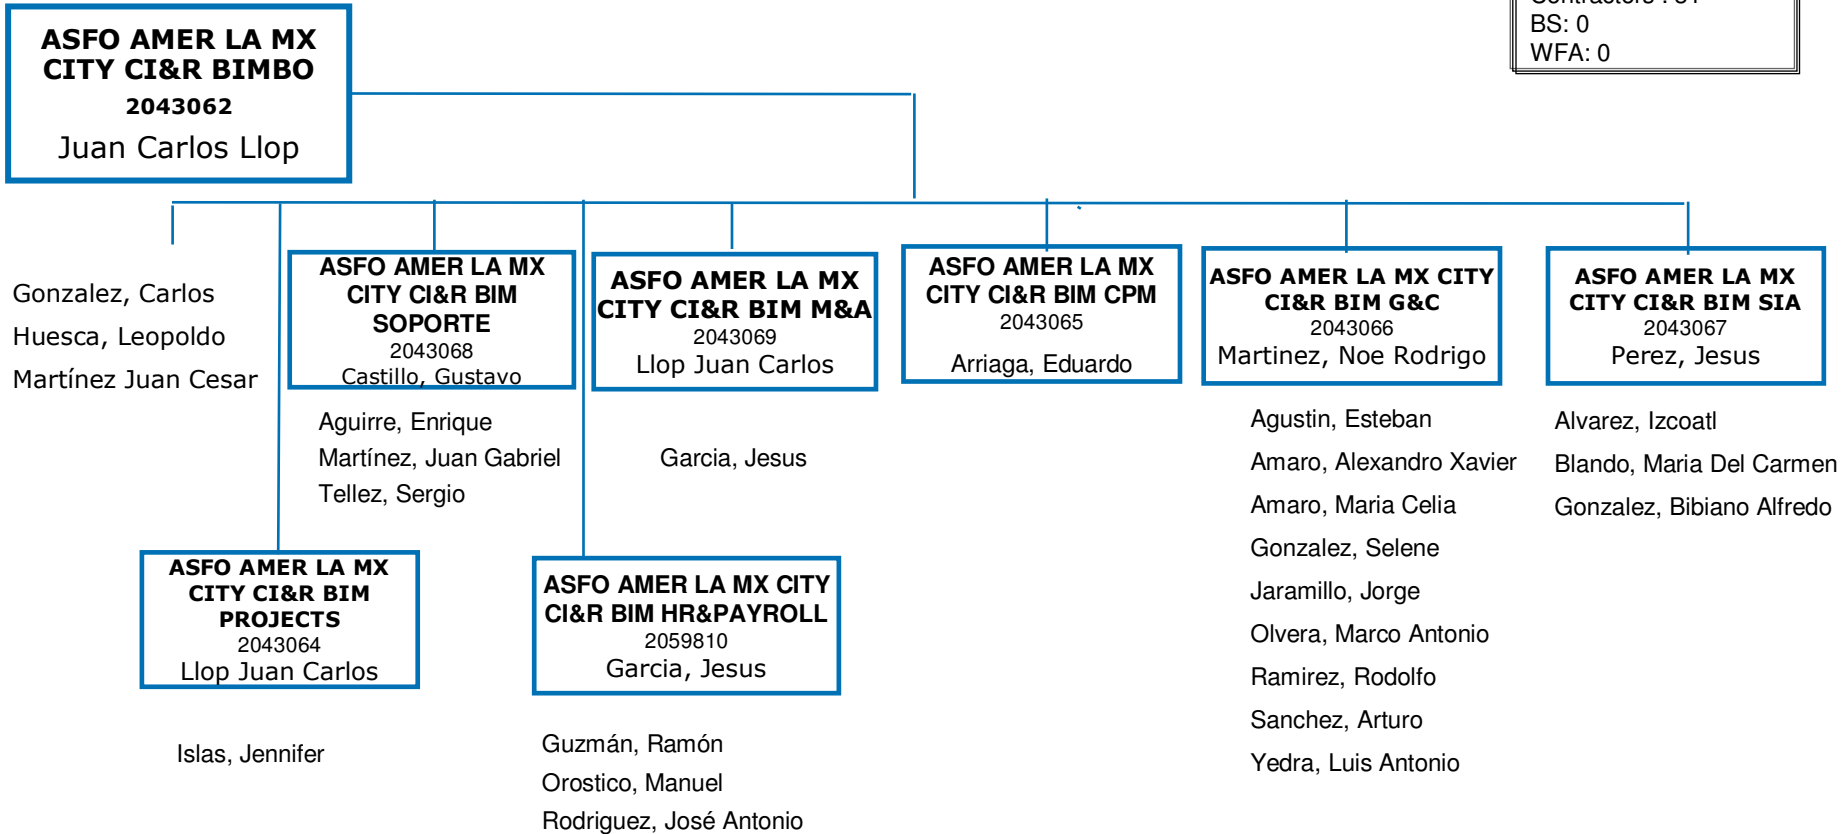 Contractors : 31
BS: 0
WFA: 0
ASFO AMER LA MX
CITY CI&R BIMBO
2043062
Juan Carlos Llop
Gonzalez, Carlos
Huesca, Leopoldo
Martínez Juan Cesar
ASFO AMER LA MX
CITY CI&R BIM
SOPORTE
2043068
Castillo, Gustavo
Aguirre, Enrique
Martínez, Juan Gabriel
Tellez, Sergio
ASFO AMER LA MX
CITY CI&R BIM M&A
2043069
Llop Juan Carlos
Garcia, Jesus
ASFO AMER LA MX
CITY CI&R BIM CPM
2043065
Arriaga, Eduardo
ASFO AMER LA MX CITY
CI&R BIM G&C
2043066
Martinez, Noe Rodrigo
Agustin, Esteban
Amaro, Alexandro Xavier
Amaro, Maria Celia
Gonzalez, Selene
Jaramillo, Jorge
Olvera, Marco Antonio
Ramirez, Rodolfo
Sanchez, Arturo
Yedra, Luis Antonio
ASFO AMER LA MX
CITY CI&R BIM SIA
2043067
Perez, Jesus
Alvarez, Izcoatl
Blando, Maria Del Carmen
Gonzalez, Bibiano Alfredo
ASFO AMER LA MX
CITY CI&R BIM
PROJECTS
2043064
Llop Juan Carlos
Islas, Jennifer
ASFO AMER LA MX CITY
CI&R BIM HR&PAYROLL
2059810
Garcia, Jesus
Guzmán, Ramón
Orostico, Manuel
Rodriguez, José Antonio